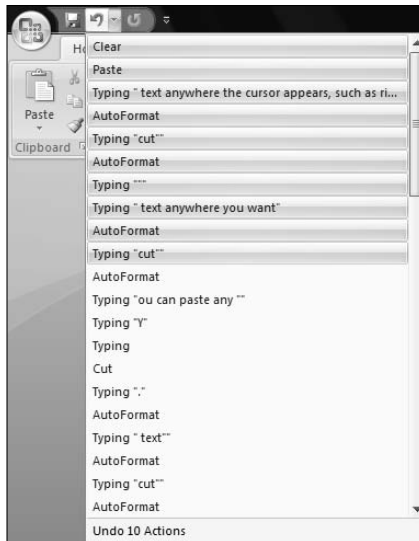 Ho
Clear
Paste
Paste
Clipboard
Typing " text anywhere the cursor appears, such as ri...
AutoFormat
Typing "cut""
AutoFormat
Typing """
Typing " text anywhere you want"
AutoFormat
Typing "cut""
AutoFormat
Typing "ou can paste any ""
Typing "Y"
Typing
Cut
Typing "."
AutoFormat
Typing " text""
AutoFormat
Typing "cut""
AutoFormat
Undo 10 Actions